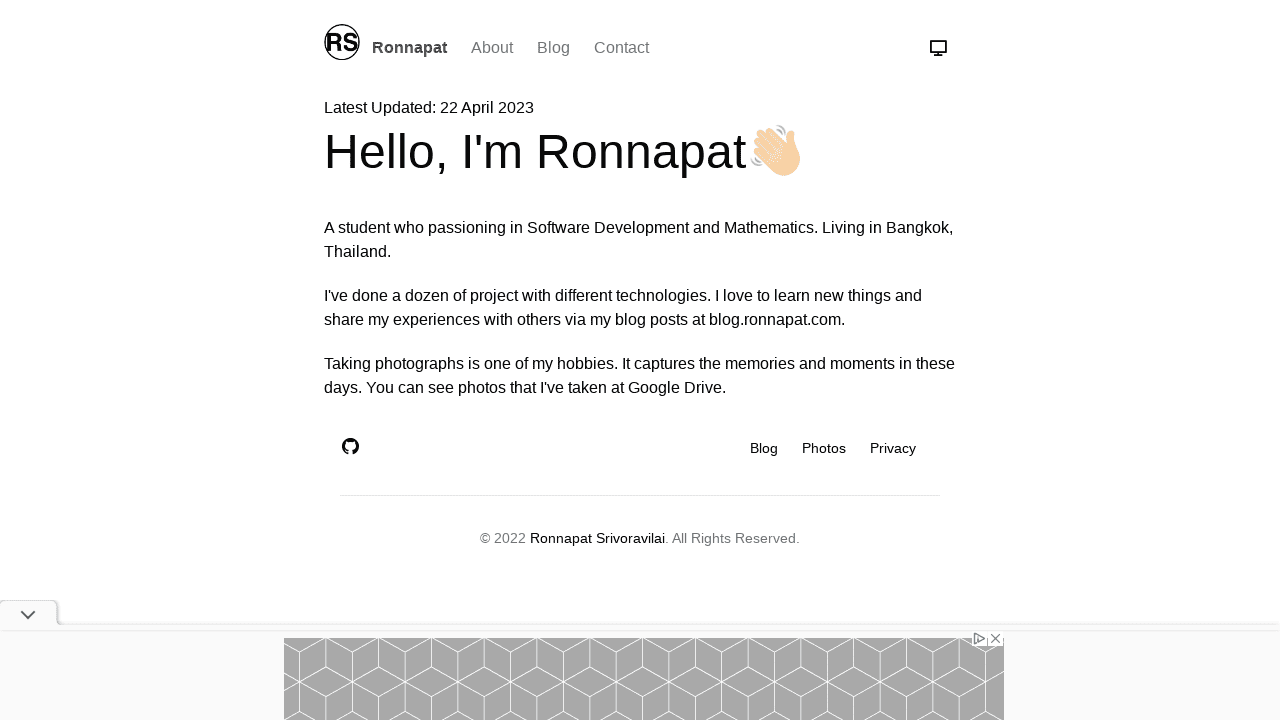 RS
Ronnapat About Blog Contact
Latest Updated: 22 April 2023
Hello, I'm Ronnapat👋🏻
A student who passioning in Software Development and Mathematics. Living in Bangkok,
Thailand.
I've done a dozen of project with different technologies. I love to learn new things and
share my experiences with others via my blog posts at blog.ronnapat.com.
Taking photographs is one of my hobbies. It captures the memories and moments in these
days. You can see photos that I've taken at Google Drive.
Blog Photos Privacy
© 2022 Ronnapat Srivoravilai. All Rights Reserved.